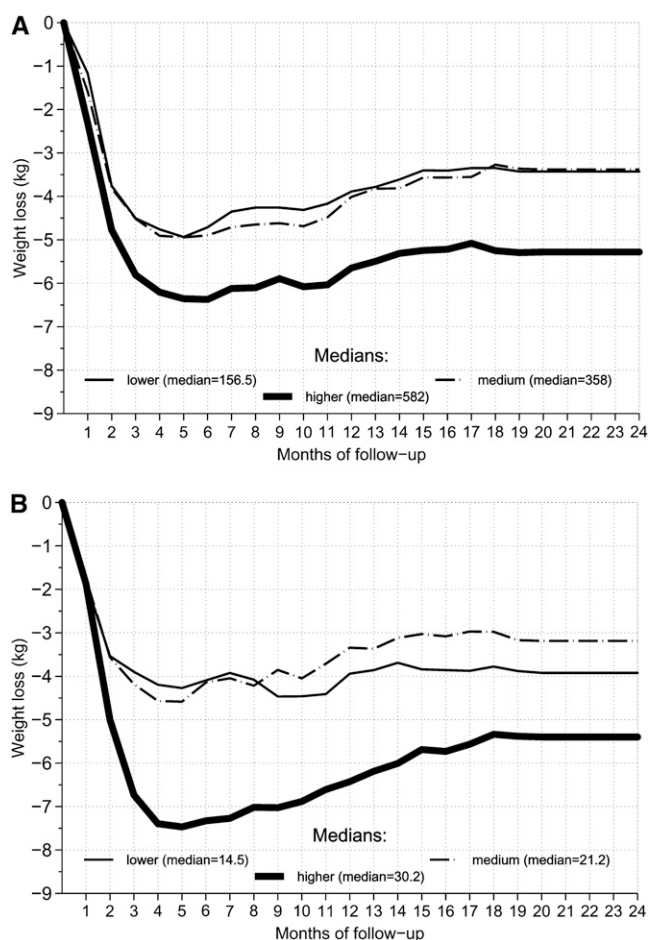 A
0
−1
−2
−3
−4
−5
−6
−7
−8
−9
Weight loss (kg)
Medians:
lower (median=156.5) medium (median=358)
higher (median=582)
1 2 3 4 5 6 7 8 9 10 11 12 13 14 15 16 17 18 19 20 21 22 23 24
Months of follow−up
B
0
−1
−2
−3
−4
−5
−6
−7
−8
−9
Weight loss (kg)
Medians:
lower (median=14.5) medium (median=21.2)
higher (median=30.2)
1 2 3 4 5 6 7 8 9 10 11 12 13 14 15 16 17 18 19 20 21 22 23 24
Months of follow−up